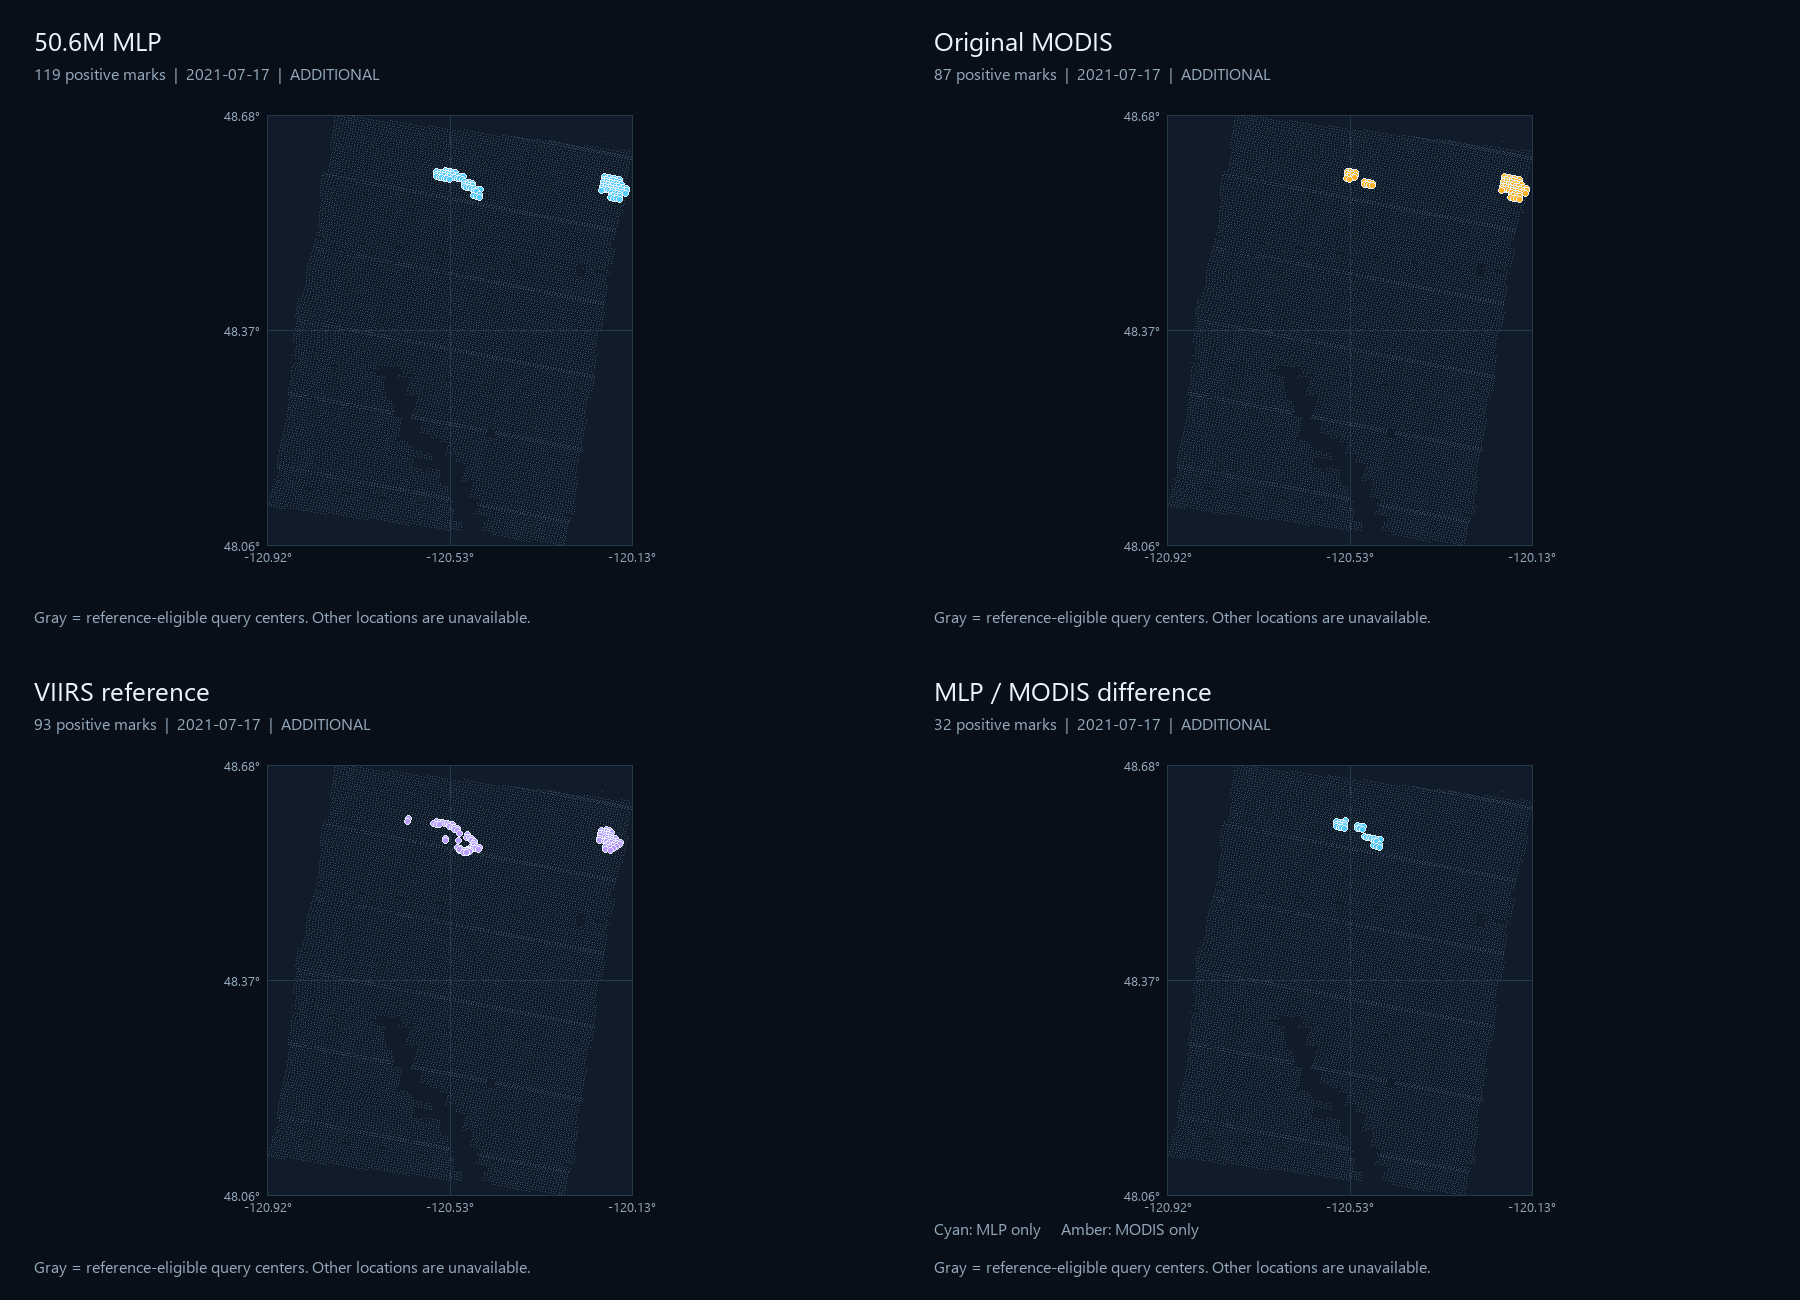 50.6M MLP
119 positive marks | 2021-07-17 | ADDITIONAL
48.68°
48.37°
48.06°
-120.92° -120.53° -120.13°
Gray = reference-eligible query centers. Other locations are unavailable.
Original MODIS
87 positive marks | 2021-07-17 | ADDITIONAL
48.68°
48.37°
48.06°
-120.92° -120.53° -120.13°
Gray = reference-eligible query centers. Other locations are unavailable.
VIIRS reference
93 positive marks | 2021-07-17 | ADDITIONAL
48.68°
48.37°
48.06°
-120.92° -120.53° -120.13°
Gray = reference-eligible query centers. Other locations are unavailable.
MLP / MODIS difference
32 positive marks | 2021-07-17 | ADDITIONAL
48.68°
48.37°
48.06°
-120.92° -120.53° -120.13°
Cyan: MLP only Amber: MODIS only
Gray = reference-eligible query centers. Other locations are unavailable.